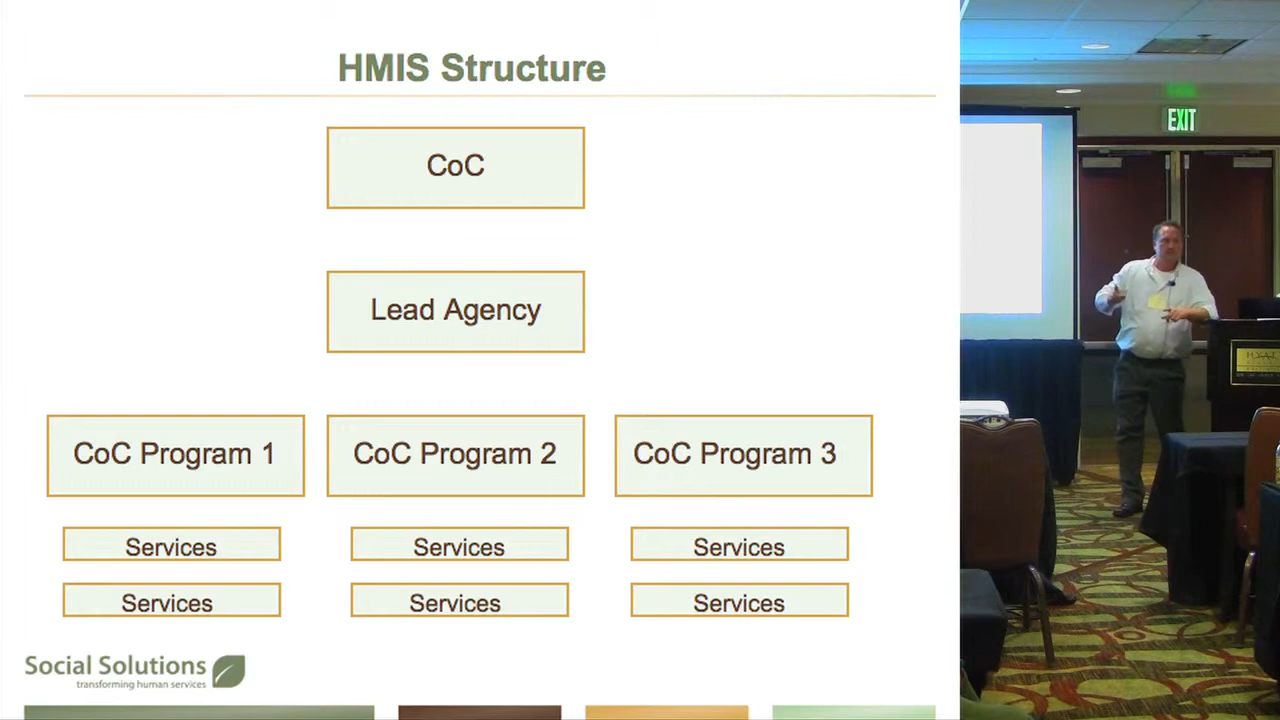 HMIS Structure
CoC
Lead Agency
CoC Program 1
CoC Program 2
CoC Program 3
Services
Services
Services
Services
Services
Services
Social Solutions
transforming human services
EXIT